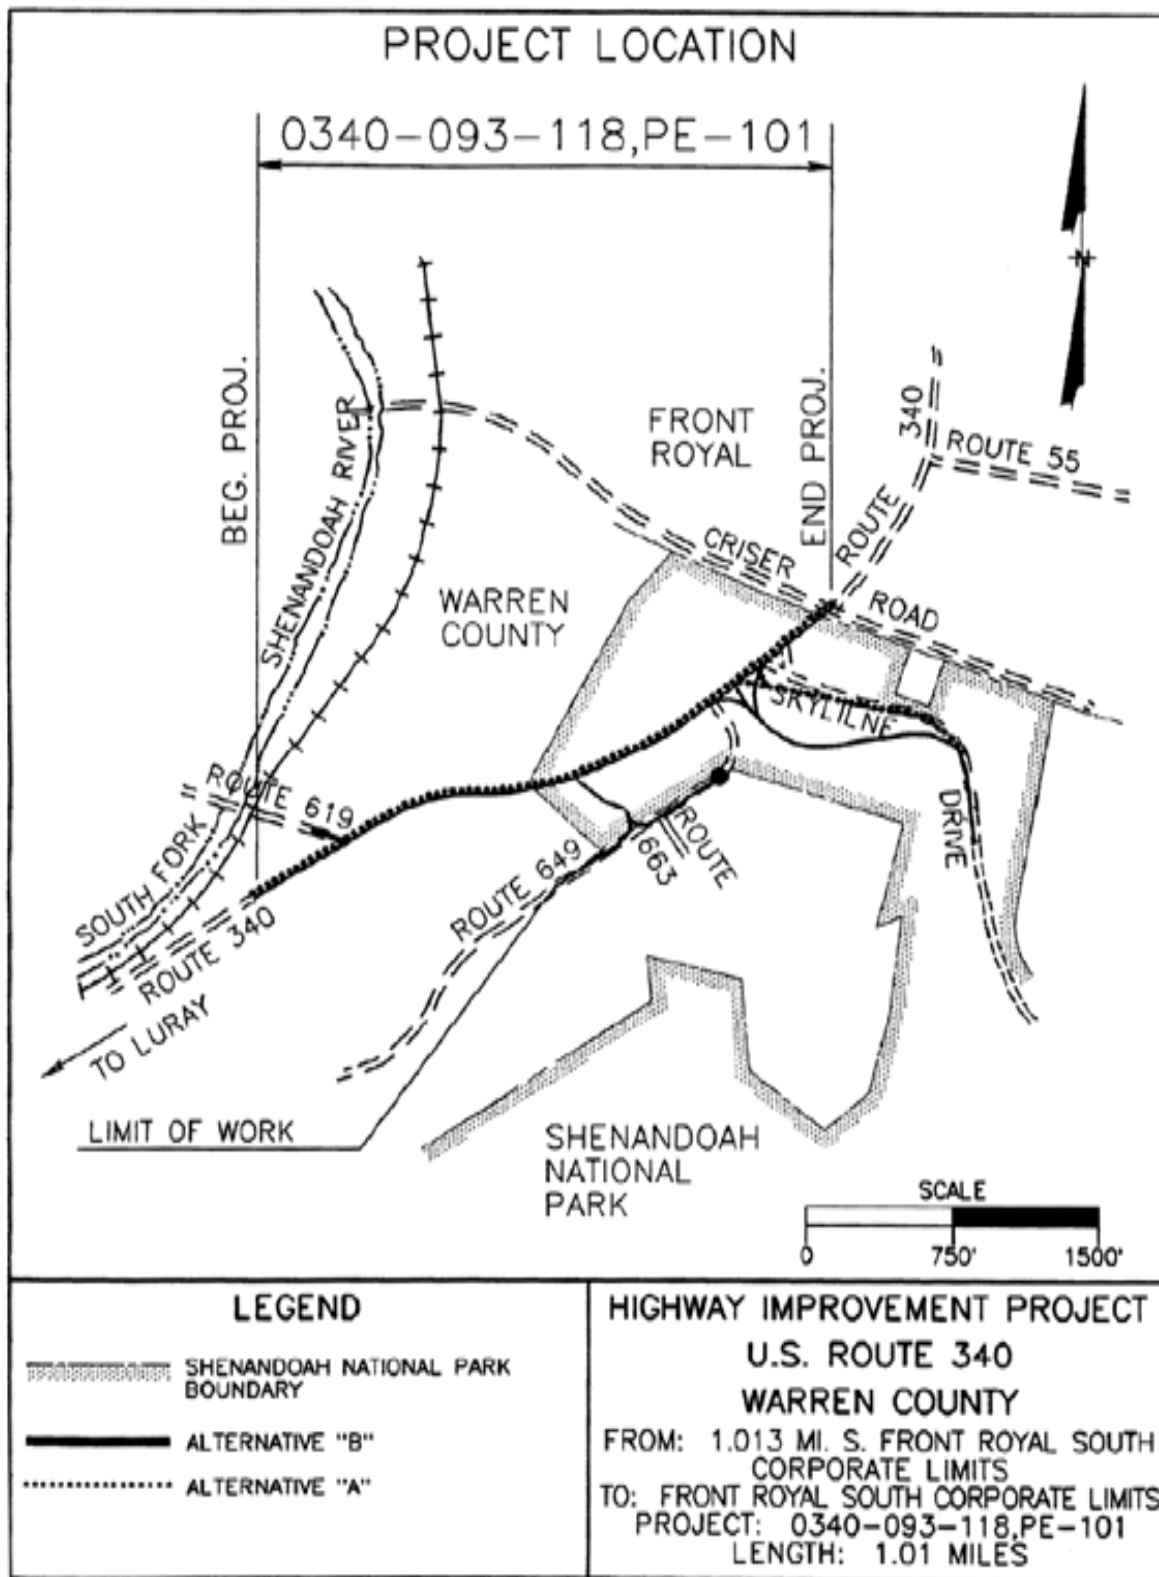 PROJECT LOCATION
0340-093-118,PE-101
BEG. PROJ.
END PROJ.
N
SHENANDOAH RIVER
FRONT
ROYAL
ROUTE 340
ROUTE 55
CRISER ROAD
WARREN
COUNTY
SKYLILNE
DRIVE
ROUTE 619
SOUTH FORK
ROUTE 340
ROUTE 649
ROUTE
663
TO LURAY
LIMIT OF WORK
SHENANDOAH
NATIONAL
PARK
SCALE
0 750' 1500'
LEGEND
SHENANDOAH NATIONAL PARK
BOUNDARY
ALTERNATIVE "B"
ALTERNATIVE "A"
HIGHWAY IMPROVEMENT PROJECT
U.S. ROUTE 340
WARREN COUNTY
FROM: 1.013 MI. S. FRONT ROYAL SOUTH
CORPORATE LIMITS
TO: FRONT ROYAL SOUTH CORPORATE LIMITS
PROJECT: 0340-093-118,PE-101
LENGTH: 1.01 MILES